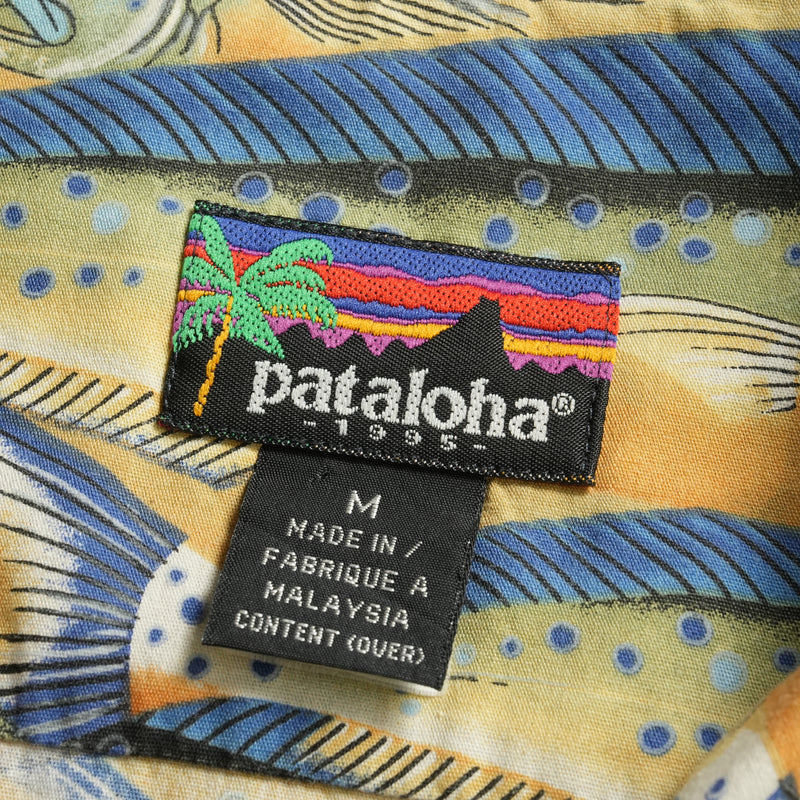 pataloha®
-1995-
M
MADE IN /
FABRIQUE A
MALAYSIA
CONTENT (OVER)